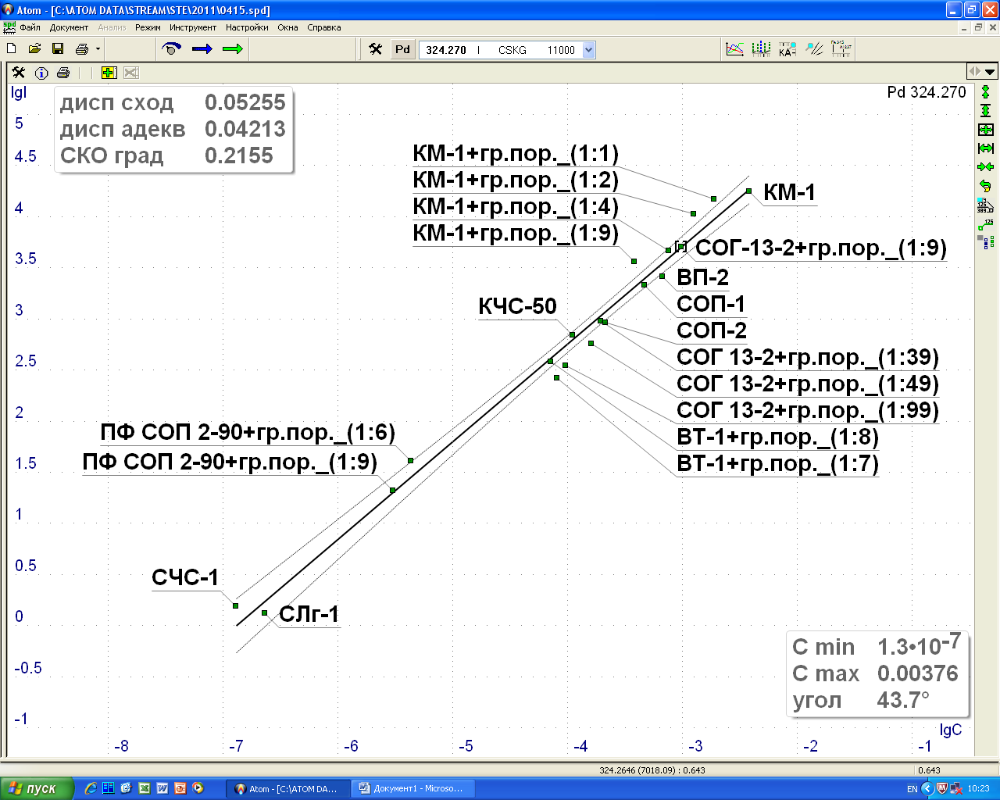 Atom - [C:\ATOM DATA\STREAM\STE\2011\0415.spd]
Файл Документ Анализ Режим Инструмент Настройки Окна Справка
Pd 324.270 I CSKG 11000
lgI
Pd 324.270
дисп сход 0.05255
дисп адекв 0.04213
СКО град 0.2155
5
4.5
4
3.5
3
2.5
2
1.5
1
0.5
0
-0.5
-1
КМ-1+гр.пор._(1:1)
КМ-1+гр.пор._(1:2)
КМ-1+гр.пор._(1:4)
КМ-1+гр.пор._(1:9)
КМ-1
СОГ-13-2+гр.пор._(1:9)
ВП-2
СОП-1
СОП-2
КЧС-50
СОГ 13-2+гр.пор._(1:39)
СОГ 13-2+гр.пор._(1:49)
СОГ 13-2+гр.пор._(1:99)
ВТ-1+гр.пор._(1:8)
ВТ-1+гр.пор._(1:7)
ПФ СОП 2-90+гр.пор._(1:6)
ПФ СОП 2-90+гр.пор._(1:9)
СЧС-1
СЛг-1
C min 1.3•10-7
C max 0.00376
угол 43.7°
lgC
-8 -7 -6 -5 -4 -3 -2 -1
324.2646 (7018.09) : 0.643 0.643
пуск Atom - [C:\ATOM DA... Документ1 - Microso... EN 10:23